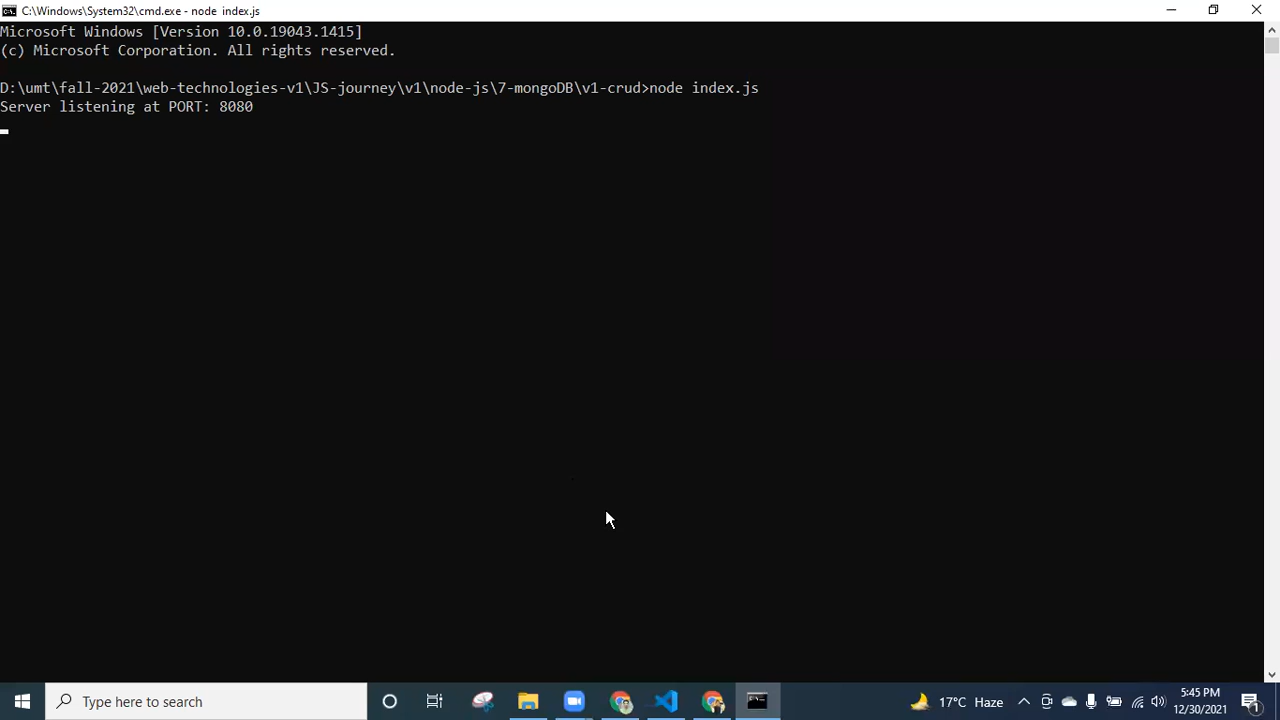 C:\Windows\System32\cmd.exe - node index.js
Microsoft Windows [Version 10.0.19043.1415]
(c) Microsoft Corporation. All rights reserved.
D:\umt\fall-2021\web-technologies-v1\JS-journey\v1\node-js\7-mongoDB\v1-crud>node index.js
Server listening at PORT: 8080
Type here to search
17°C Haze
5:45 PM
12/30/2021
1